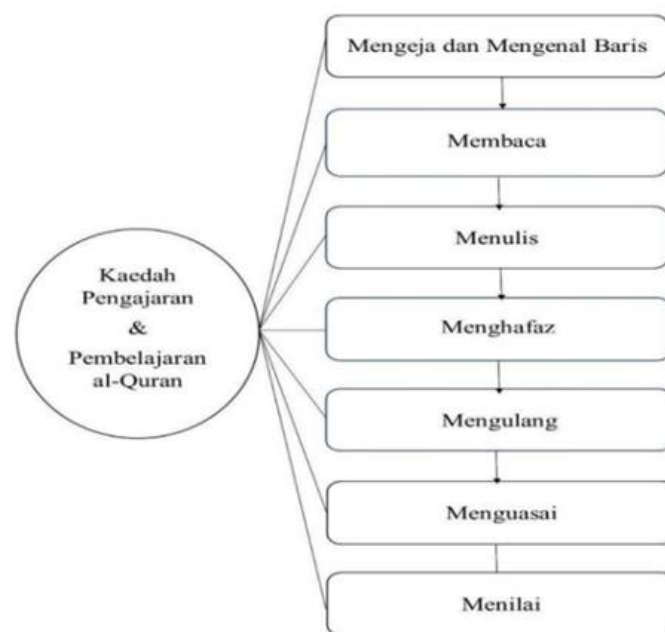 Kaedah
Pengajaran
&
Pembelajaran
al-Quran
Mengeja dan Mengenal Baris
Membaca
Menulis
Menghafaz
Mengulang
Menguasai
Menilai